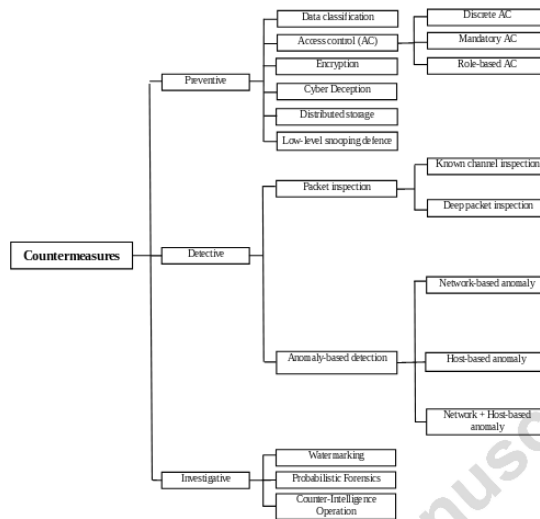 Data classification
Discrete AC
Access control (AC)
Mandatory AC
Encryption
Role-based AC
Preventive
Cyber Deception
Distributed storage
Low-level snooping defence
Known channel inspection
Packet inspection
Deep packet inspection
Countermeasures
Detective
Network-based anomaly
Anomaly-based detection
Host-based anomaly
Network + Host-based
anomaly
Watermarking
Investigative
Probabilistic Forensics
Counter-Intelligence
Operation